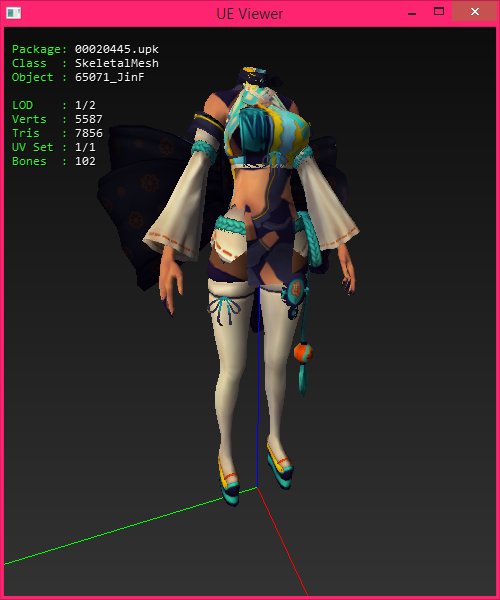 UE Viewer
Package: 00020445.upk
Class : SkeletalMesh
Object : 65071_JinF
LOD : 1/2
Verts : 5587
Tris : 7856
UV Set : 1/1
Bones : 102